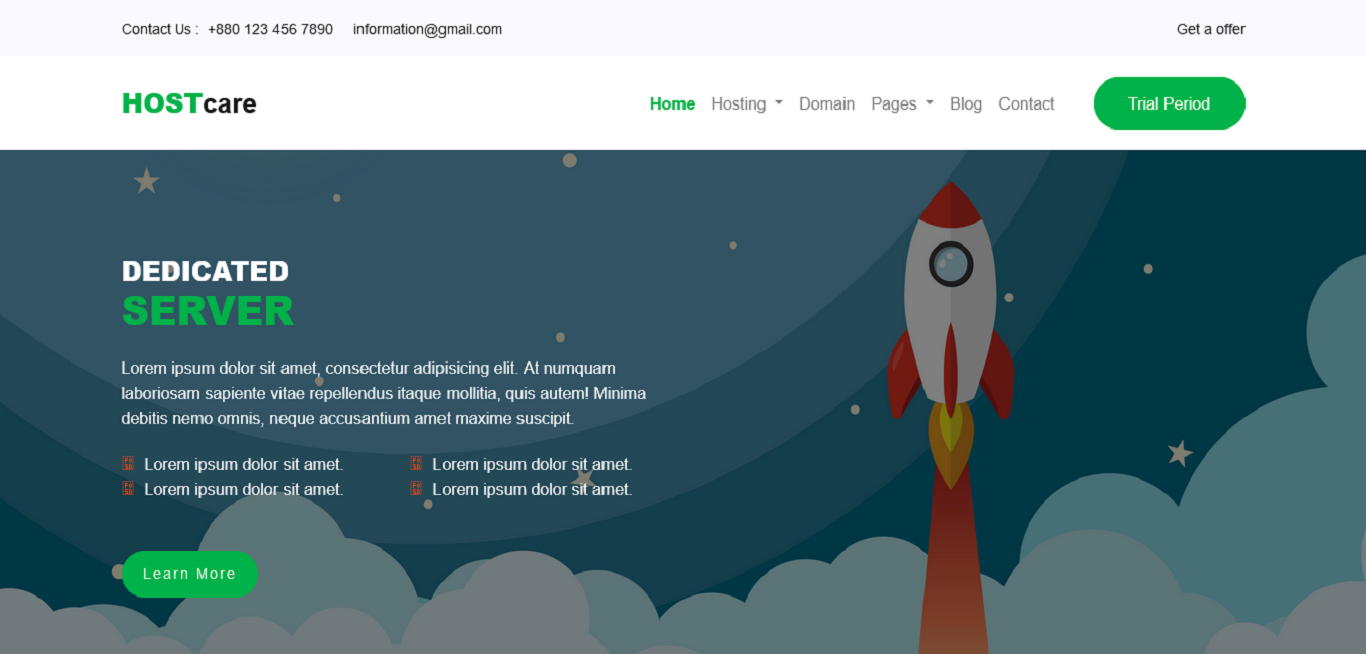 Contact Us : +880 123 456 7890 information@gmail.com Get a offer
HOSTcare Home Hosting Domain Pages Blog Contact Trial Period
DEDICATED
SERVER
Lorem ipsum dolor sit amet, consectetur adipisicing elit. At numquam
laboriosam sapiente vitae repellendus itaque mollitia, quis autem! Minima
debitis nemo omnis, neque accusantium amet maxime suscipit.
Lorem ipsum dolor sit amet. Lorem ipsum dolor sit amet.
Lorem ipsum dolor sit amet. Lorem ipsum dolor sit amet.
Learn More